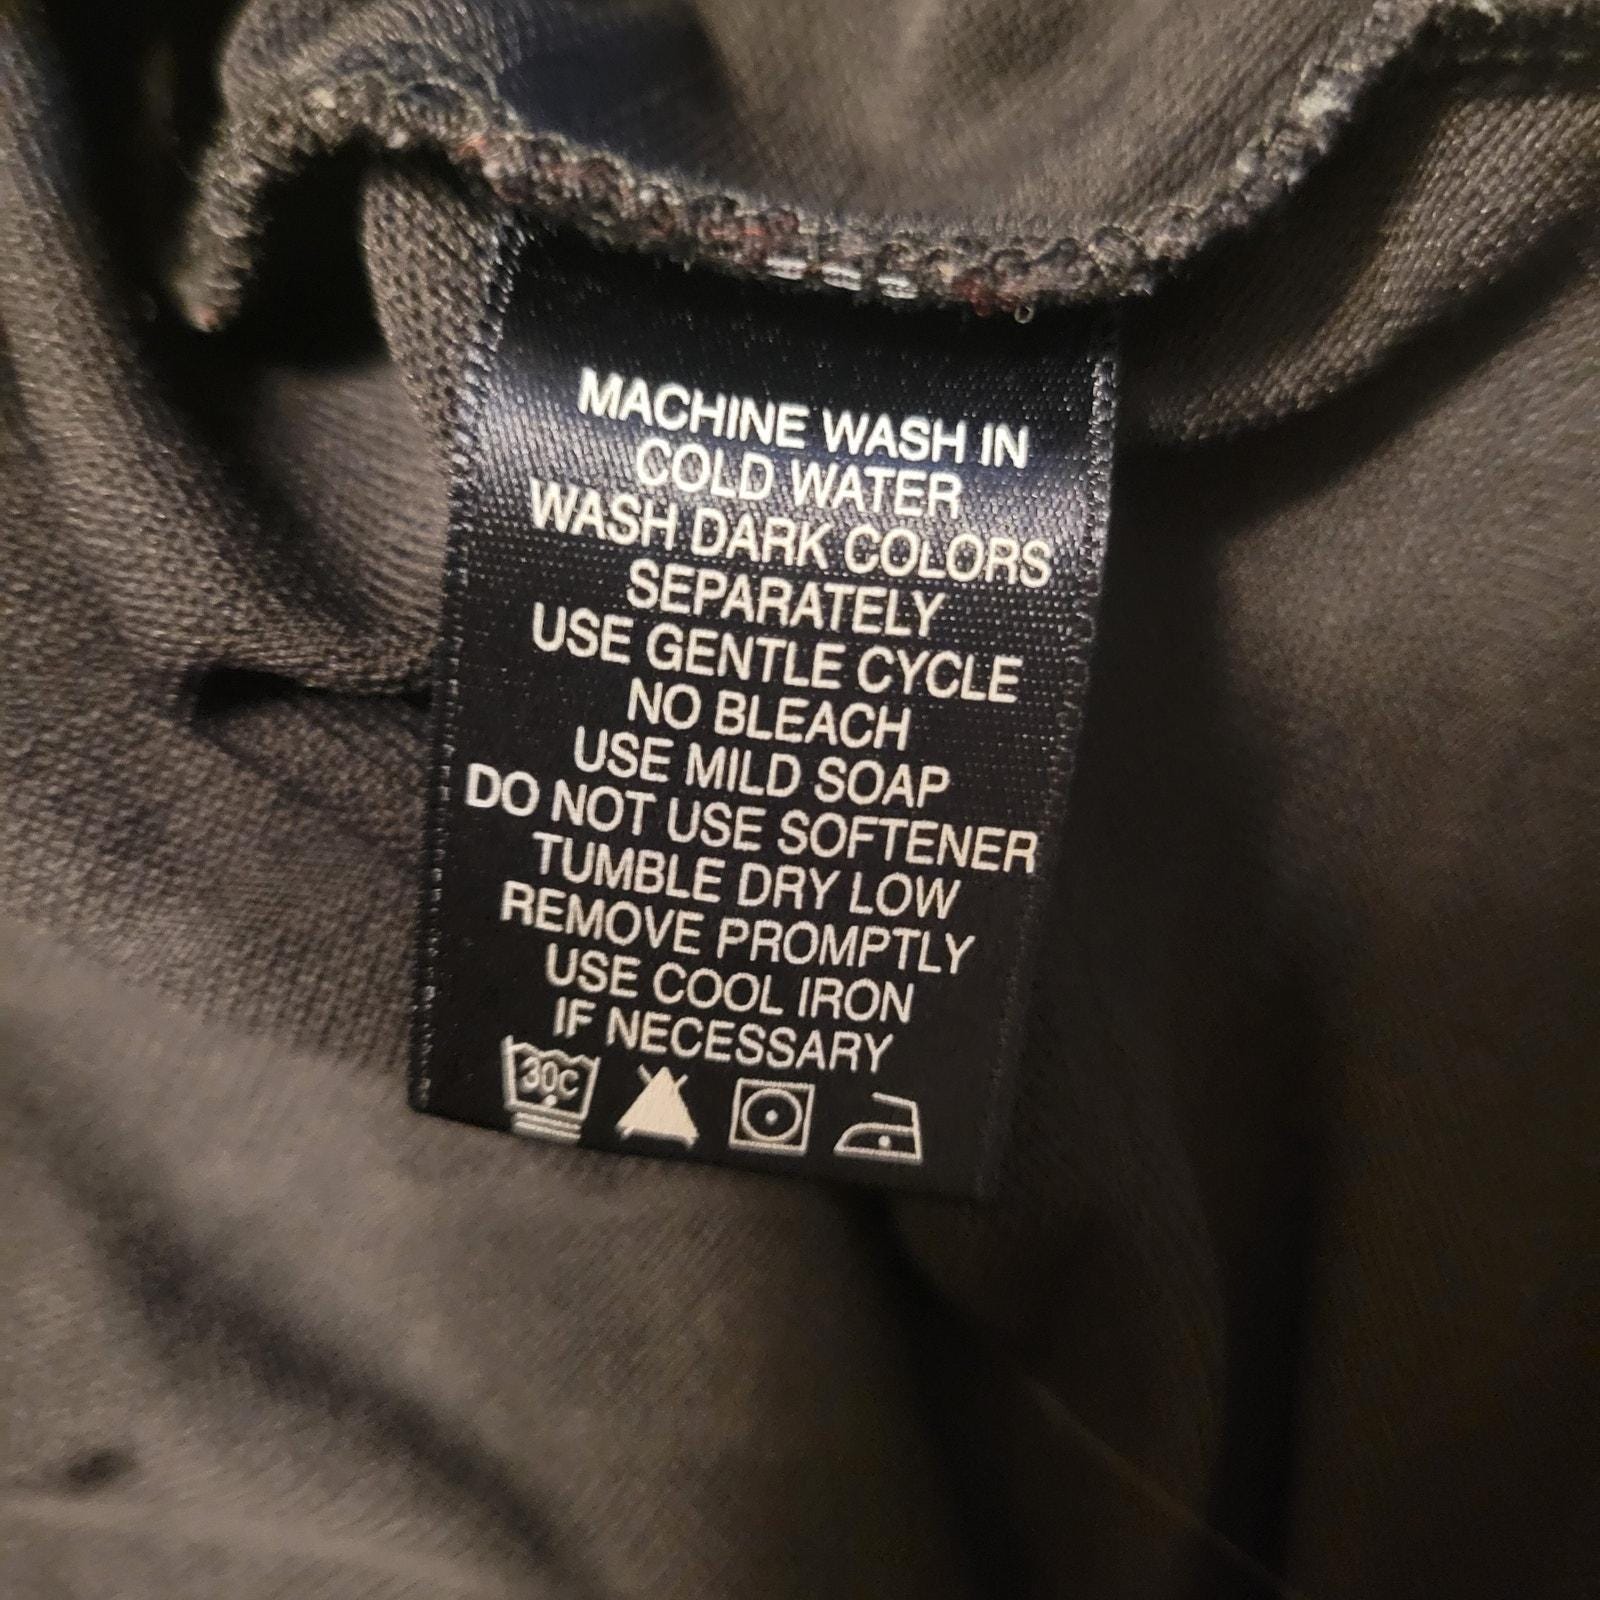 MACHINE WASH IN
COLD WATER
WASH DARK COLORS
SEPARATELY
USE GENTLE CYCLE
NO BLEACH
USE MILD SOAP
DO NOT USE SOFTENER
TUMBLE DRY LOW
REMOVE PROMPTLY
USE COOL IRON
IF NECESSARY
30C